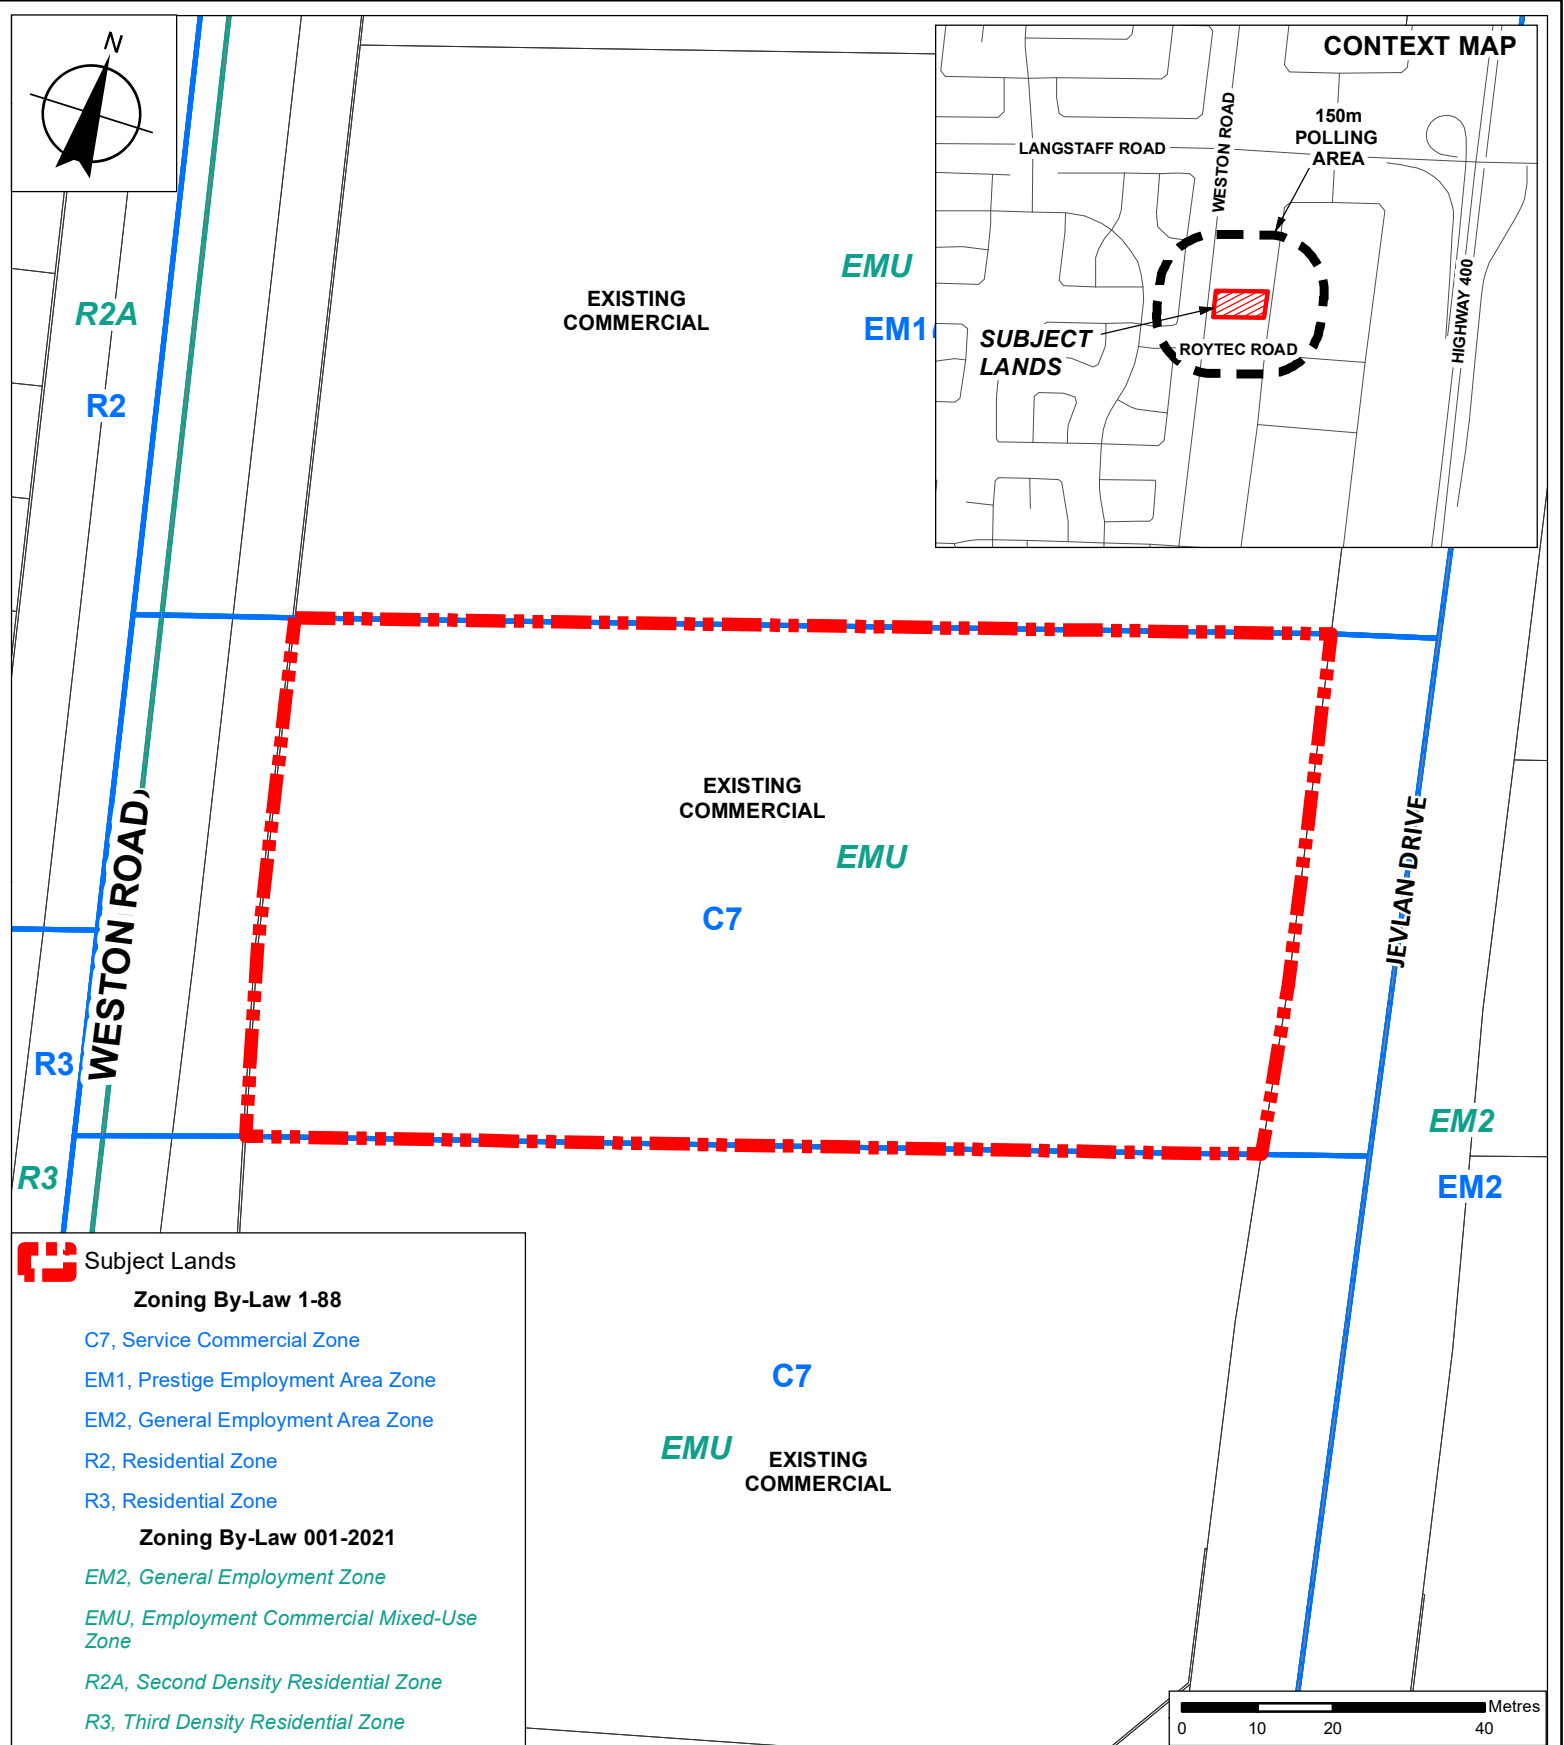 N
CONTEXT MAP
150m
POLLING
AREA
LANGSTAFF ROAD
WESTON ROAD
HIGHWAY 400
SUBJECT
LANDS
ROYTEC ROAD
EMU
EXISTING
COMMERCIAL
EM1
R2A
R2
EXISTING
COMMERCIAL
EMU
C7
WESTON ROAD
JEVLAN DRIVE
R3
R3
EM2
EM2
C7
EMU
EXISTING
COMMERCIAL
Subject Lands
Zoning By-Law 1-88
C7, Service Commercial Zone
EM1, Prestige Employment Area Zone
EM2, General Employment Area Zone
R2, Residential Zone
R3, Residential Zone
Zoning By-Law 001-2021
EM2, General Employment Zone
EMU, Employment Commercial Mixed-Use
Zone
R2A, Second Density Residential Zone
R3, Third Density Residential Zone
Metres
0 10 20 40